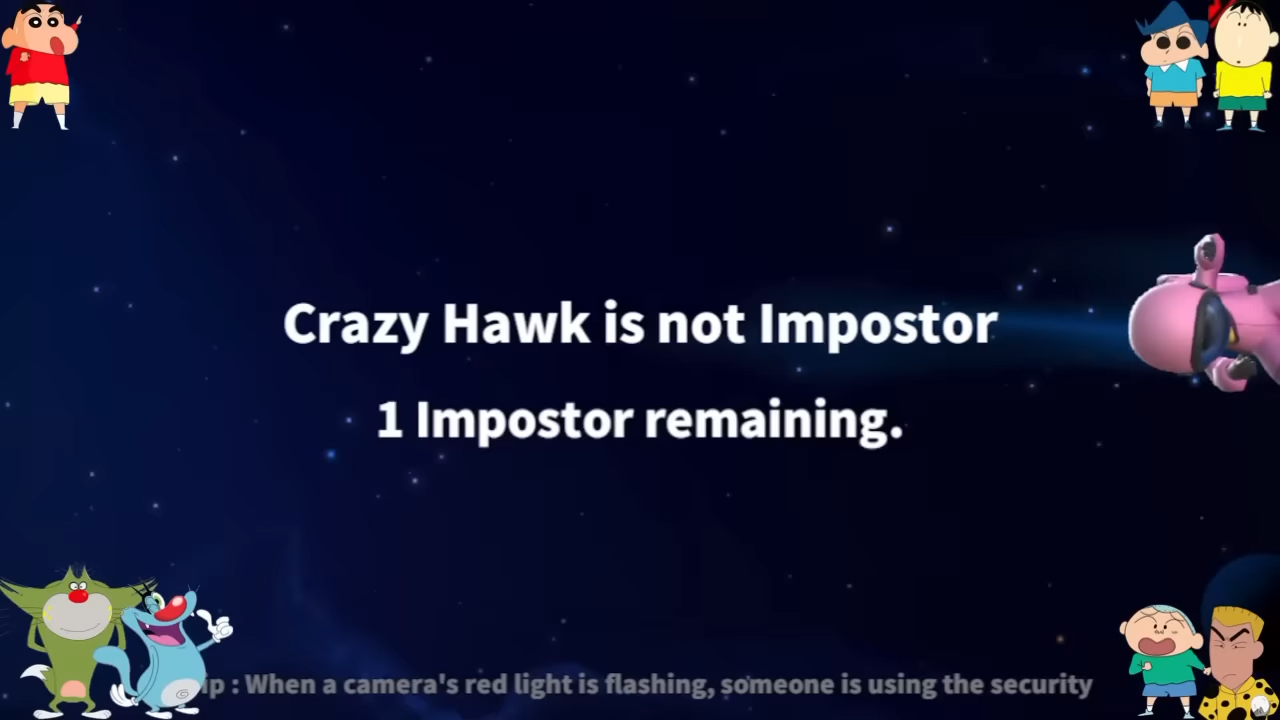 Crazy Hawk is not Impostor
1 Impostor remaining.
: When a camera's red light is flashing, someone is using the security